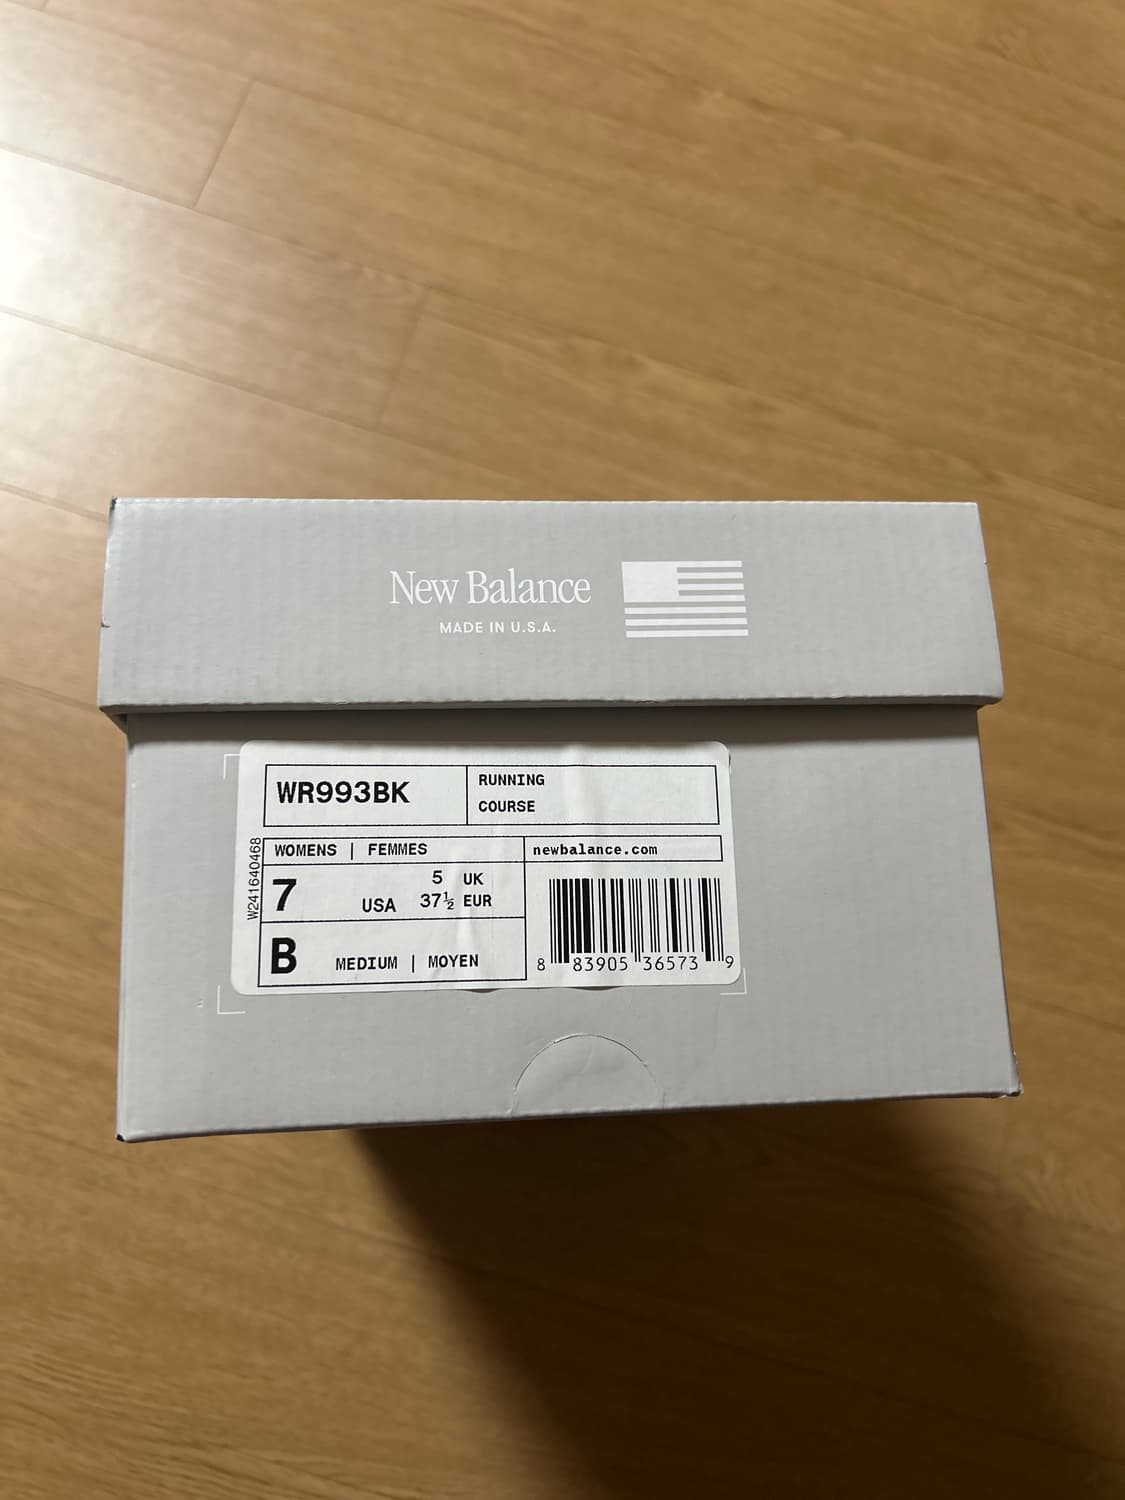 New Balance
MADE IN U.S.A.
WR993BK
RUNNING
COURSE
W241640468
WOMENS | FEMMES
newbalance.com
7 USA 5 UK
37½ EUR
B MEDIUM | MOYEN
8 83905 36573 9